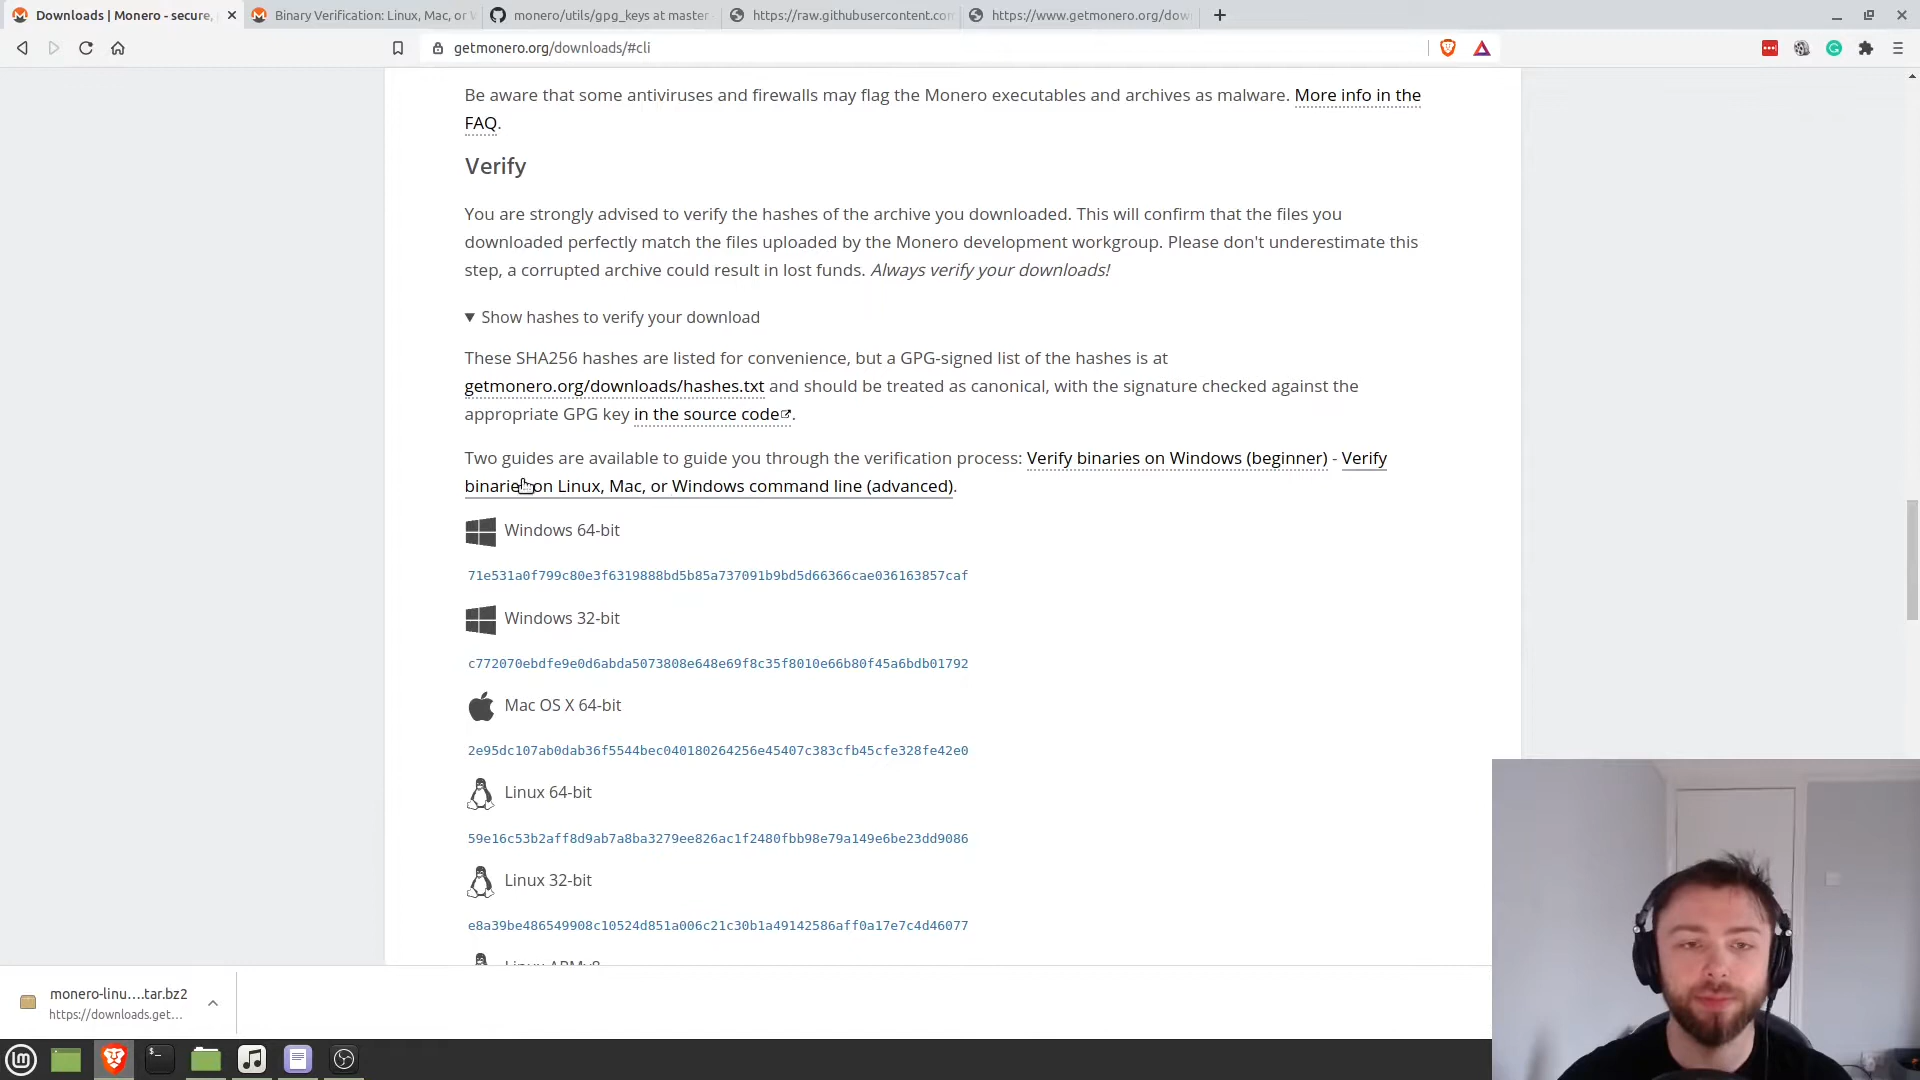 Downloads | Monero - secure,
Binary Verification: Linux, Mac, or W
monero/utils/gpg_keys at master
https://raw.githubusercontent.com
https://www.getmonero.org/dow
getmonero.org/downloads/#cli
Be aware that some antiviruses and firewalls may flag the Monero executables and archives as malware. More info in the
FAQ.
Verify
You are strongly advised to verify the hashes of the archive you downloaded. This will confirm that the files you
downloaded perfectly match the files uploaded by the Monero development workgroup. Please don't underestimate this
step, a corrupted archive could result in lost funds. Always verify your downloads!
▼ Show hashes to verify your download
These SHA256 hashes are listed for convenience, but a GPG-signed list of the hashes is at
getmonero.org/downloads/hashes.txt and should be treated as canonical, with the signature checked against the
appropriate GPG key in the source code.
Two guides are available to guide you through the verification process: Verify binaries on Windows (beginner) - Verify
binaries on Linux, Mac, or Windows command line (advanced).
Windows 64-bit
71e531a0f799c80e3f6319888bd5b85a737091b9bd5d66366cae036163857caf
Windows 32-bit
c772070ebdfe9e0d6abda5073808e648e69f8c35f8010e66b80f45a6bdb01792
Mac OS X 64-bit
2e95dc107ab0dab36f5544bec040180264256e45407c383cfb45cfe328fe42e0
Linux 64-bit
59e16c53b2aff8d9ab7a8ba3279ee826ac1f2480fbb98e79a149e6be23dd9086
Linux 32-bit
e8a39be486549908c10524d851a006c21c30b1a49142586aff0a17e7c4d46077
Linux ARMv8
monero-linu....tar.bz2
https://downloads.get...